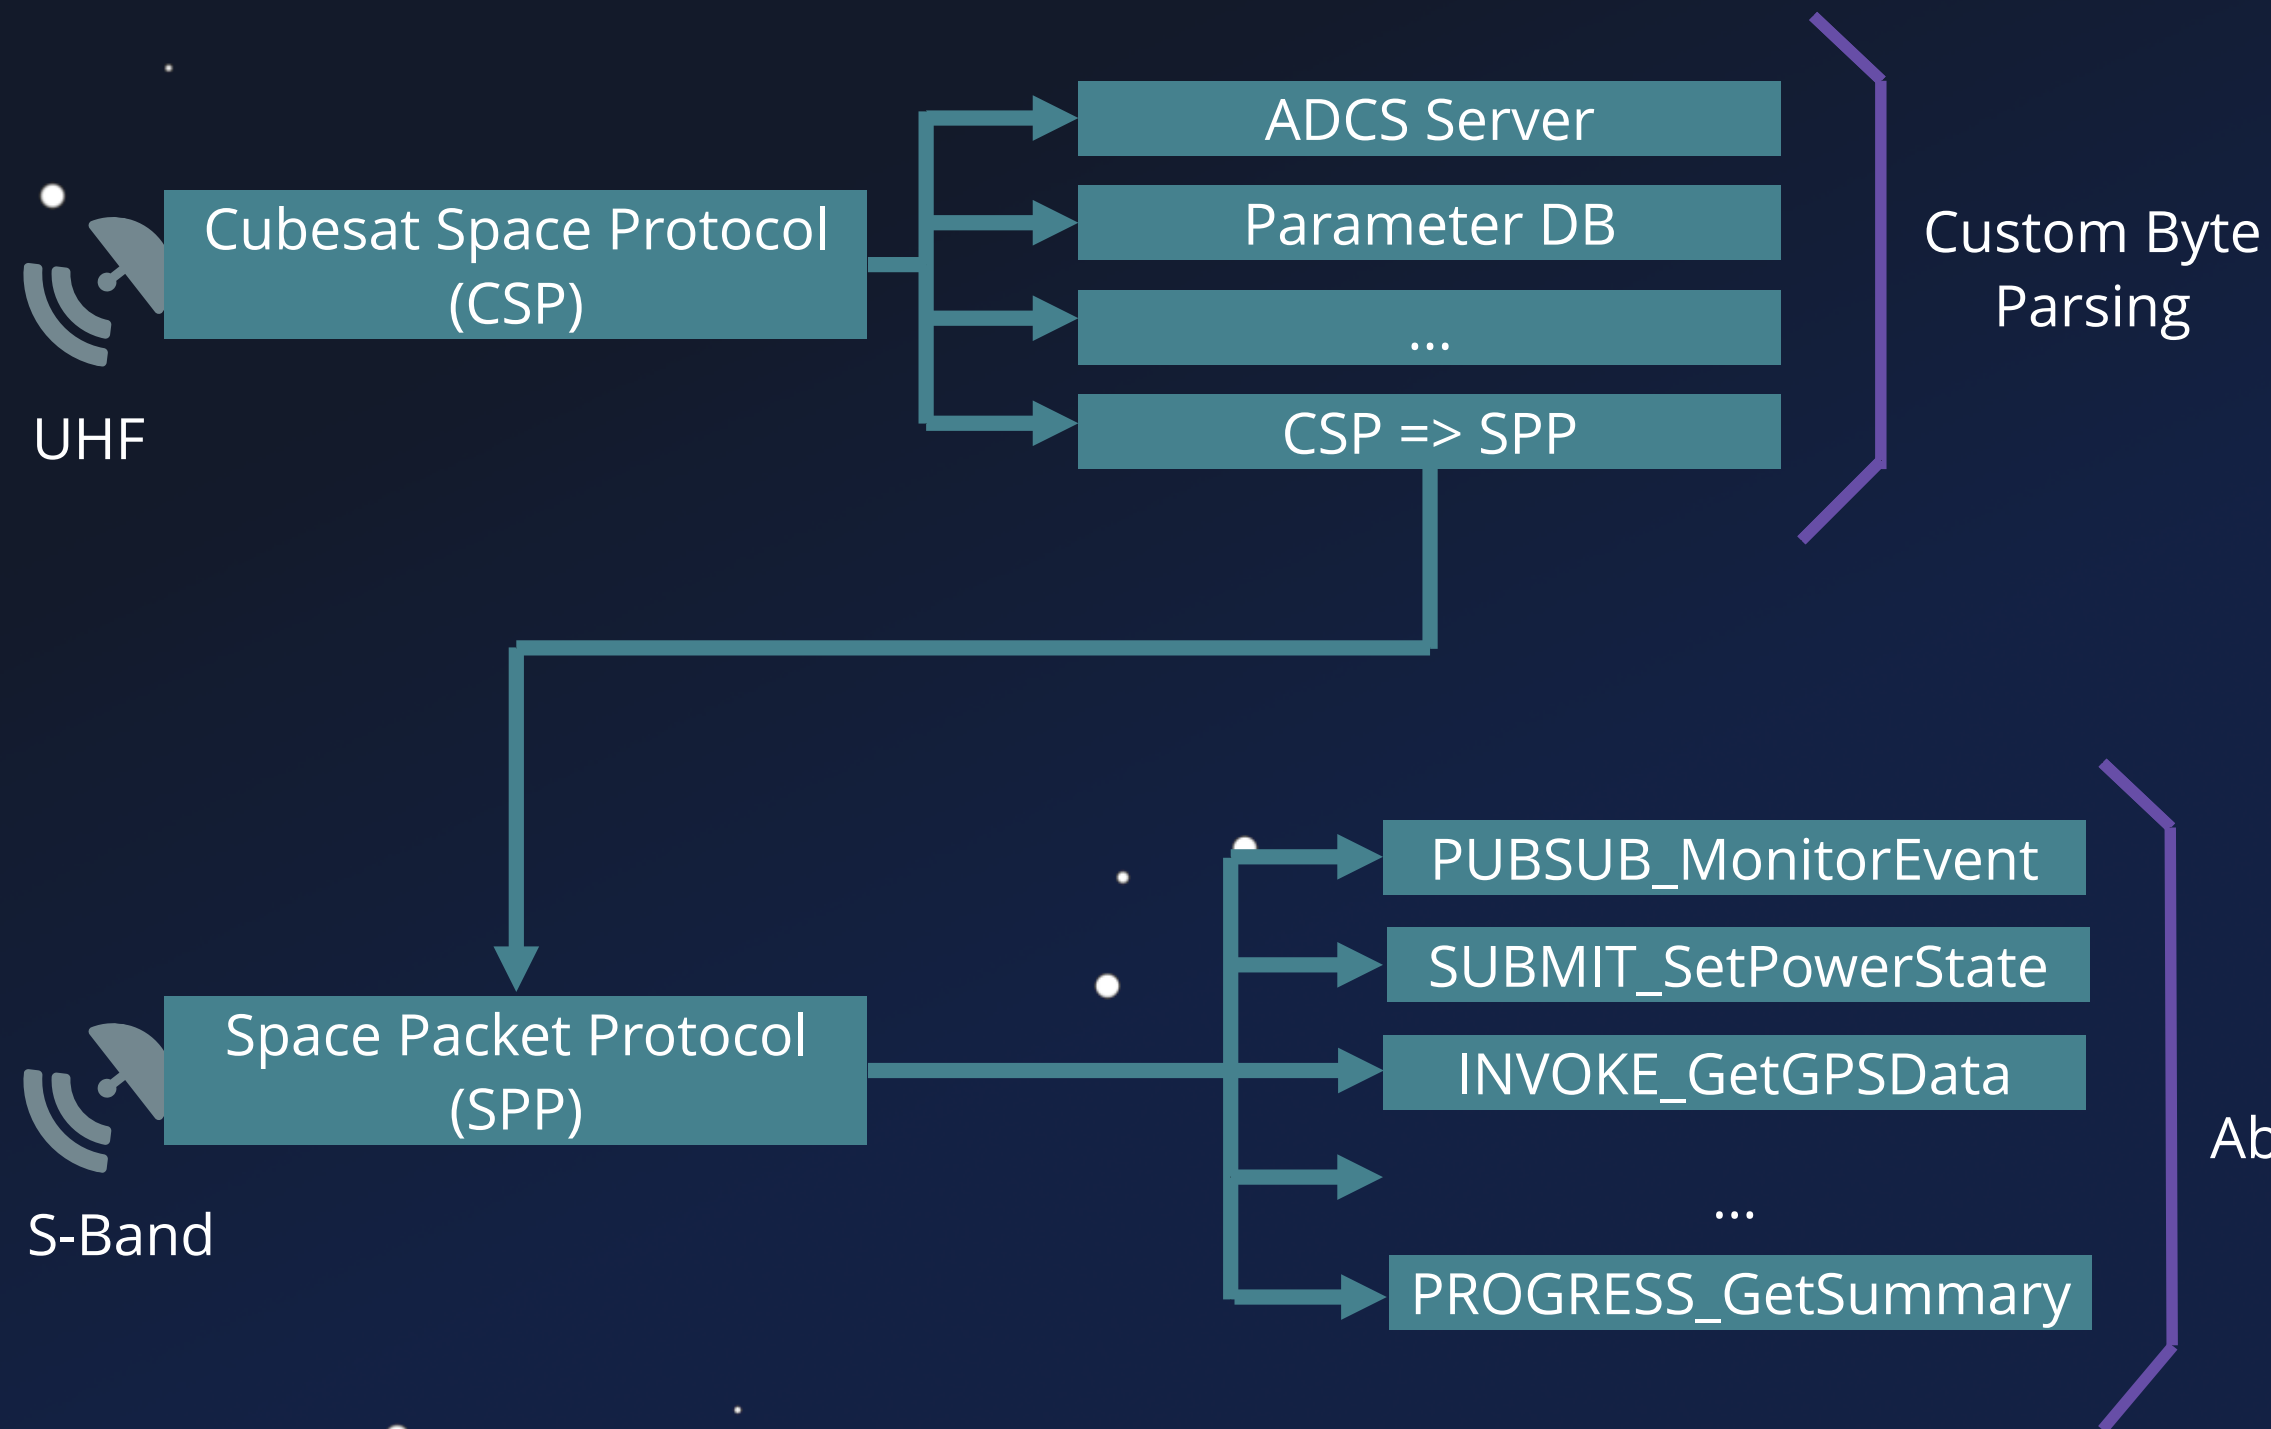 ADCS Server
Cubesat Space Protocol
(CSP)
Parameter DB
Custom Byte
Parsing
...
UHF
CSP => SPP
PUBSUB_MonitorEvent
SUBMIT_SetPowerState
Space Packet Protocol
(SPP)
INVOKE_GetGPSData
...
S-Band
PROGRESS_GetSummary